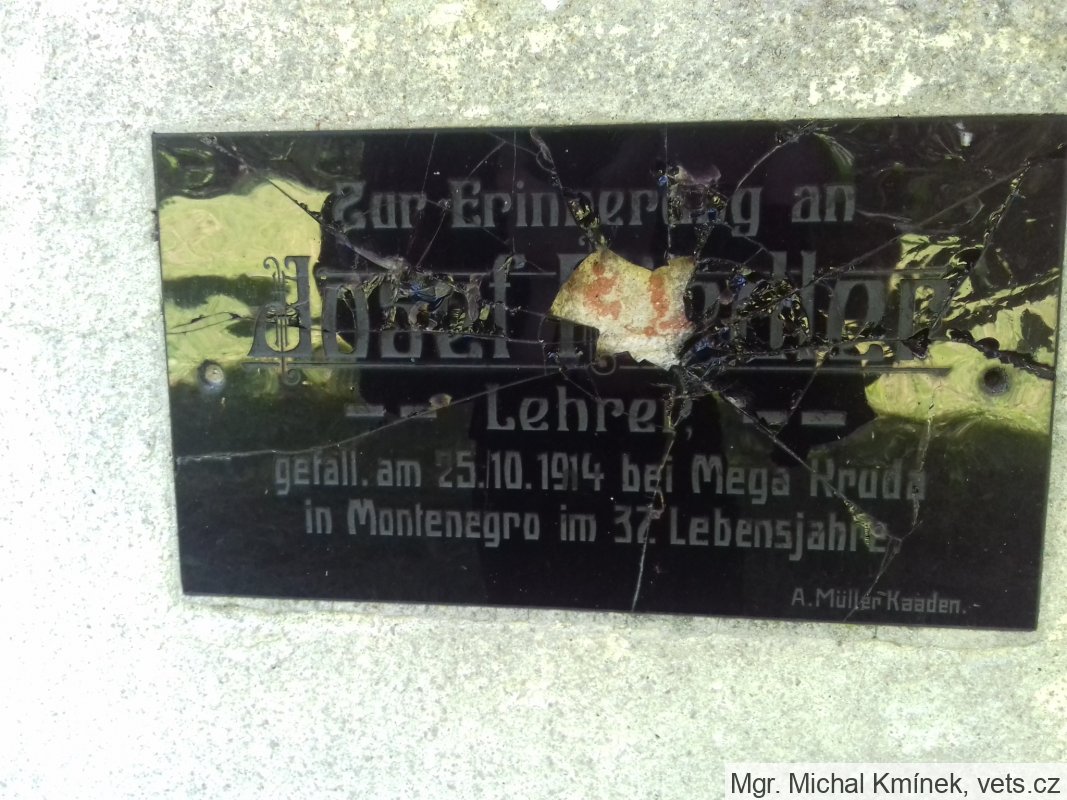 Zur Erinnerung an
Josef
Lehrer,
gefall. am 25.10.1914 bei Mega Kruda
in Montenegro im 37. Lebensjahre
A. Müller Kaaden.
Mgr. Michal Kmínek, vets.cz